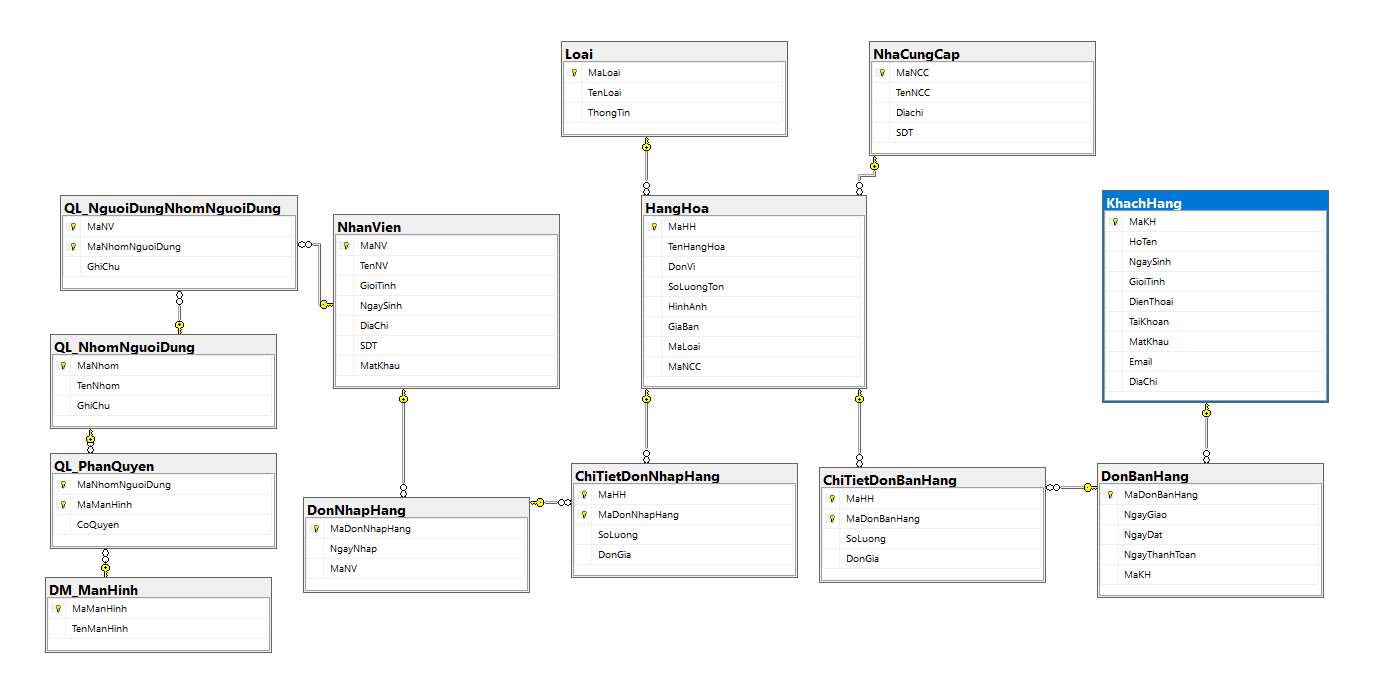 Loai
MaLoai
TenLoai
ThongTin
NhaCungCap
MaNCC
TenNCC
Diachi
SDT
QL_NguoiDungNhomNguoiDung
MaNV
MaNhomNguoiDung
GhiChu
NhanVien
MaNV
TenNV
GioiTinh
NgaySinh
DiaChi
SDT
MatKhau
HangHoa
MaHH
TenHangHoa
DonVi
SoLuongTon
HinhAnh
GiaBan
MaLoai
MaNCC
KhachHang
MaKH
HoTen
NgaySinh
GioiTinh
DienThoai
TaiKhoan
MatKhau
Email
DiaChi
QL_NhomNguoiDung
MaNhom
TenNhom
GhiChu
QL_PhanQuyen
MaNhomNguoiDung
MaManHinh
CoQuyen
DM_ManHinh
MaManHinh
TenManHinh
DonNhapHang
MaDonNhapHang
NgayNhap
MaNV
ChiTietDonNhapHang
MaHH
MaDonNhapHang
SoLuong
DonGia
ChiTietDonBanHang
MaHH
MaDonBanHang
SoLuong
DonGia
DonBanHang
MaDonBanHang
NgayGiao
NgayDat
NgayThanhToan
MaKH